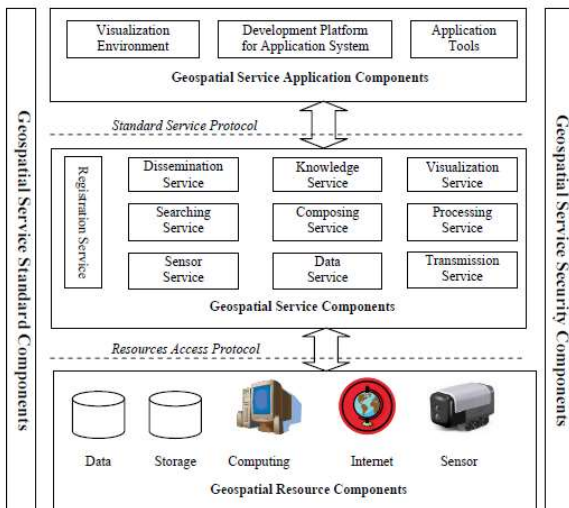 Geospatial Service Standard Components
Visualization
Environment
Development Platform
for Application System
Application
Tools
Geospatial Service Application Components
Standard Service Protocol
Registration Service
Dissemination
Service
Knowledge
Service
Visualization
Service
Searching
Service
Composing
Service
Processing
Service
Sensor
Service
Data
Service
Transmission
Service
Geospatial Service Components
Resources Access Protocol
Data
Storage
Computing
Internet
Sensor
Geospatial Resource Components
Geospatial Service Security Components